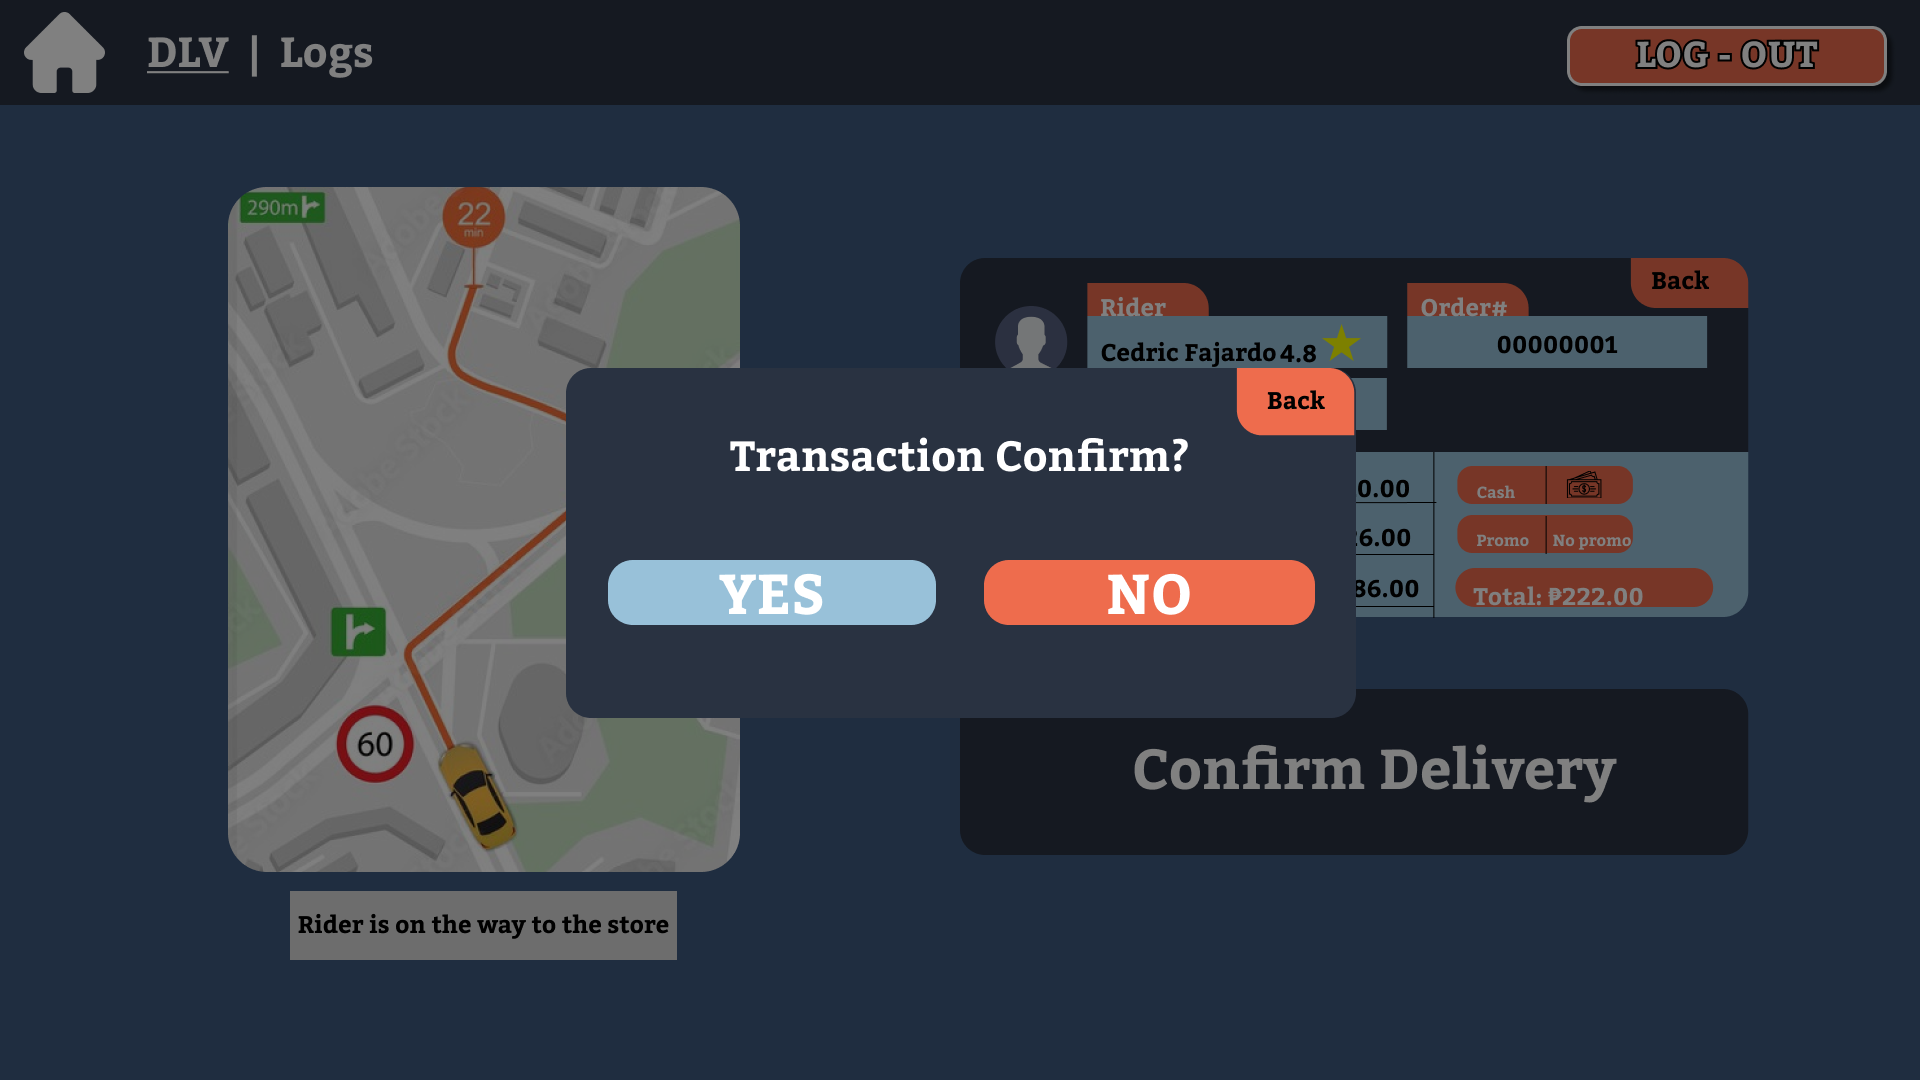 DLV | Logs
LOG - OUT
290m
22
min
60
Rider is on the way to the store
Back
Rider
Cedric Fajardo 4.8
Order#
00000001
Back
Transaction Confirm?
YES
NO
0.00
6.00
86.00
Cash
Promo
No promo
Total: ₱222.00
Confirm Delivery